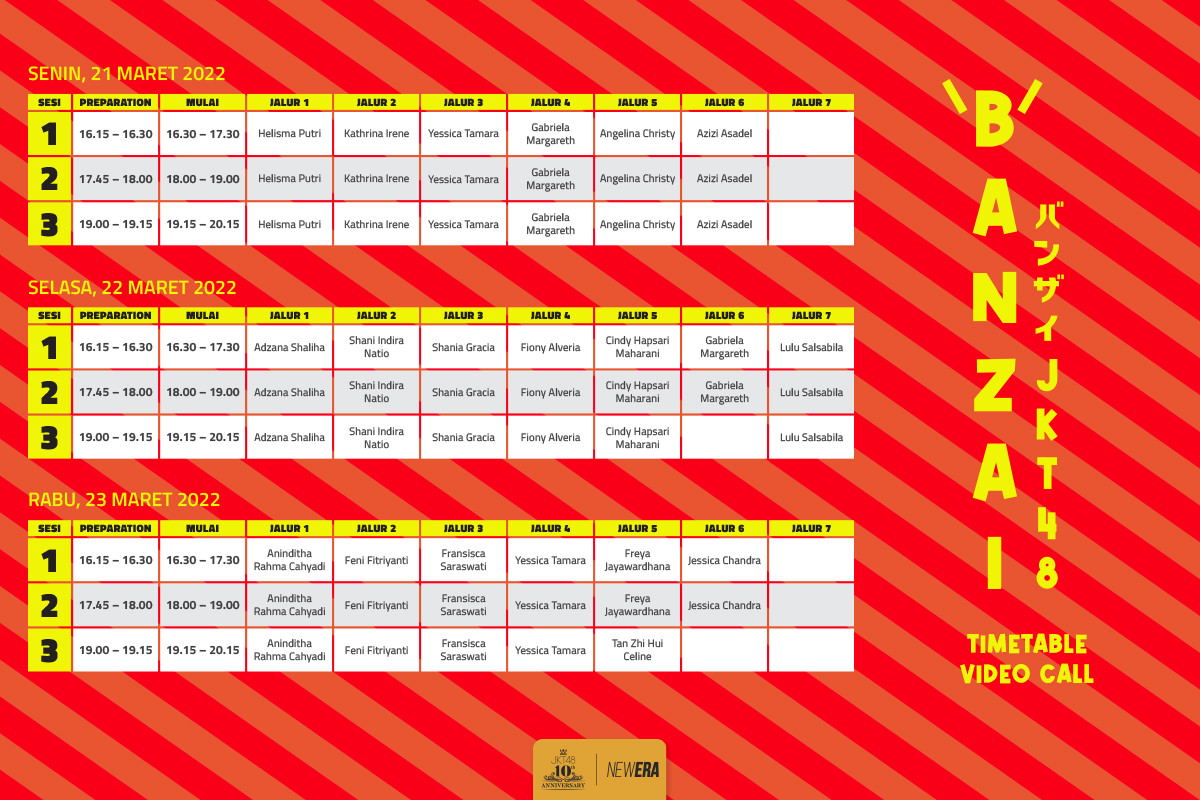 SENIN, 21 MARET 2022
SESI PREPARATION MULAI JALUR 1 JALUR 2 JALUR 3 JALUR 4 JALUR 5 JALUR 6 JALUR 7
1 16.15 – 16.30 16.30 – 17.30 Helisma Putri Kathrina Irene Yessica Tamara Gabriela Margareth Angelina Christy Azizi Asadel
2 17.45 – 18.00 18.00 – 19.00 Helisma Putri Kathrina Irene Yessica Tamara Gabriela Margareth Angelina Christy Azizi Asadel
3 19.00 – 19.15 19.15 – 20.15 Helisma Putri Kathrina Irene Yessica Tamara Gabriela Margareth Angelina Christy Azizi Asadel
SELASA, 22 MARET 2022
SESI PREPARATION MULAI JALUR 1 JALUR 2 JALUR 3 JALUR 4 JALUR 5 JALUR 6 JALUR 7
1 16.15 – 16.30 16.30 – 17.30 Adzana Shaliha Shani Indira Natio Shania Gracia Fiony Alveria Cindy Hapsari Maharani Gabriela Margareth Lulu Salsabila
2 17.45 – 18.00 18.00 – 19.00 Adzana Shaliha Shani Indira Natio Shania Gracia Fiony Alveria Cindy Hapsari Maharani Gabriela Margareth Lulu Salsabila
3 19.00 – 19.15 19.15 – 20.15 Adzana Shaliha Shani Indira Natio Shania Gracia Fiony Alveria Cindy Hapsari Maharani Lulu Salsabila
RABU, 23 MARET 2022
SESI PREPARATION MULAI JALUR 1 JALUR 2 JALUR 3 JALUR 4 JALUR 5 JALUR 6 JALUR 7
1 16.15 – 16.30 16.30 – 17.30 Aninditha Rahma Cahyadi Feni Fitriyanti Fransisca Saraswati Yessica Tamara Freya Jayawardhana Jessica Chandra
2 17.45 – 18.00 18.00 – 19.00 Aninditha Rahma Cahyadi Feni Fitriyanti Fransisca Saraswati Yessica Tamara Freya Jayawardhana Jessica Chandra
3 19.00 – 19.15 19.15 – 20.15 Aninditha Rahma Cahyadi Feni Fitriyanti Fransisca Saraswati Yessica Tamara Tan Zhi Hui Celine
BANZAI
バンザイJKT48
TIMETABLE
VIDEO CALL
JKT48
10th
ANNIVERSARY
NEWERA